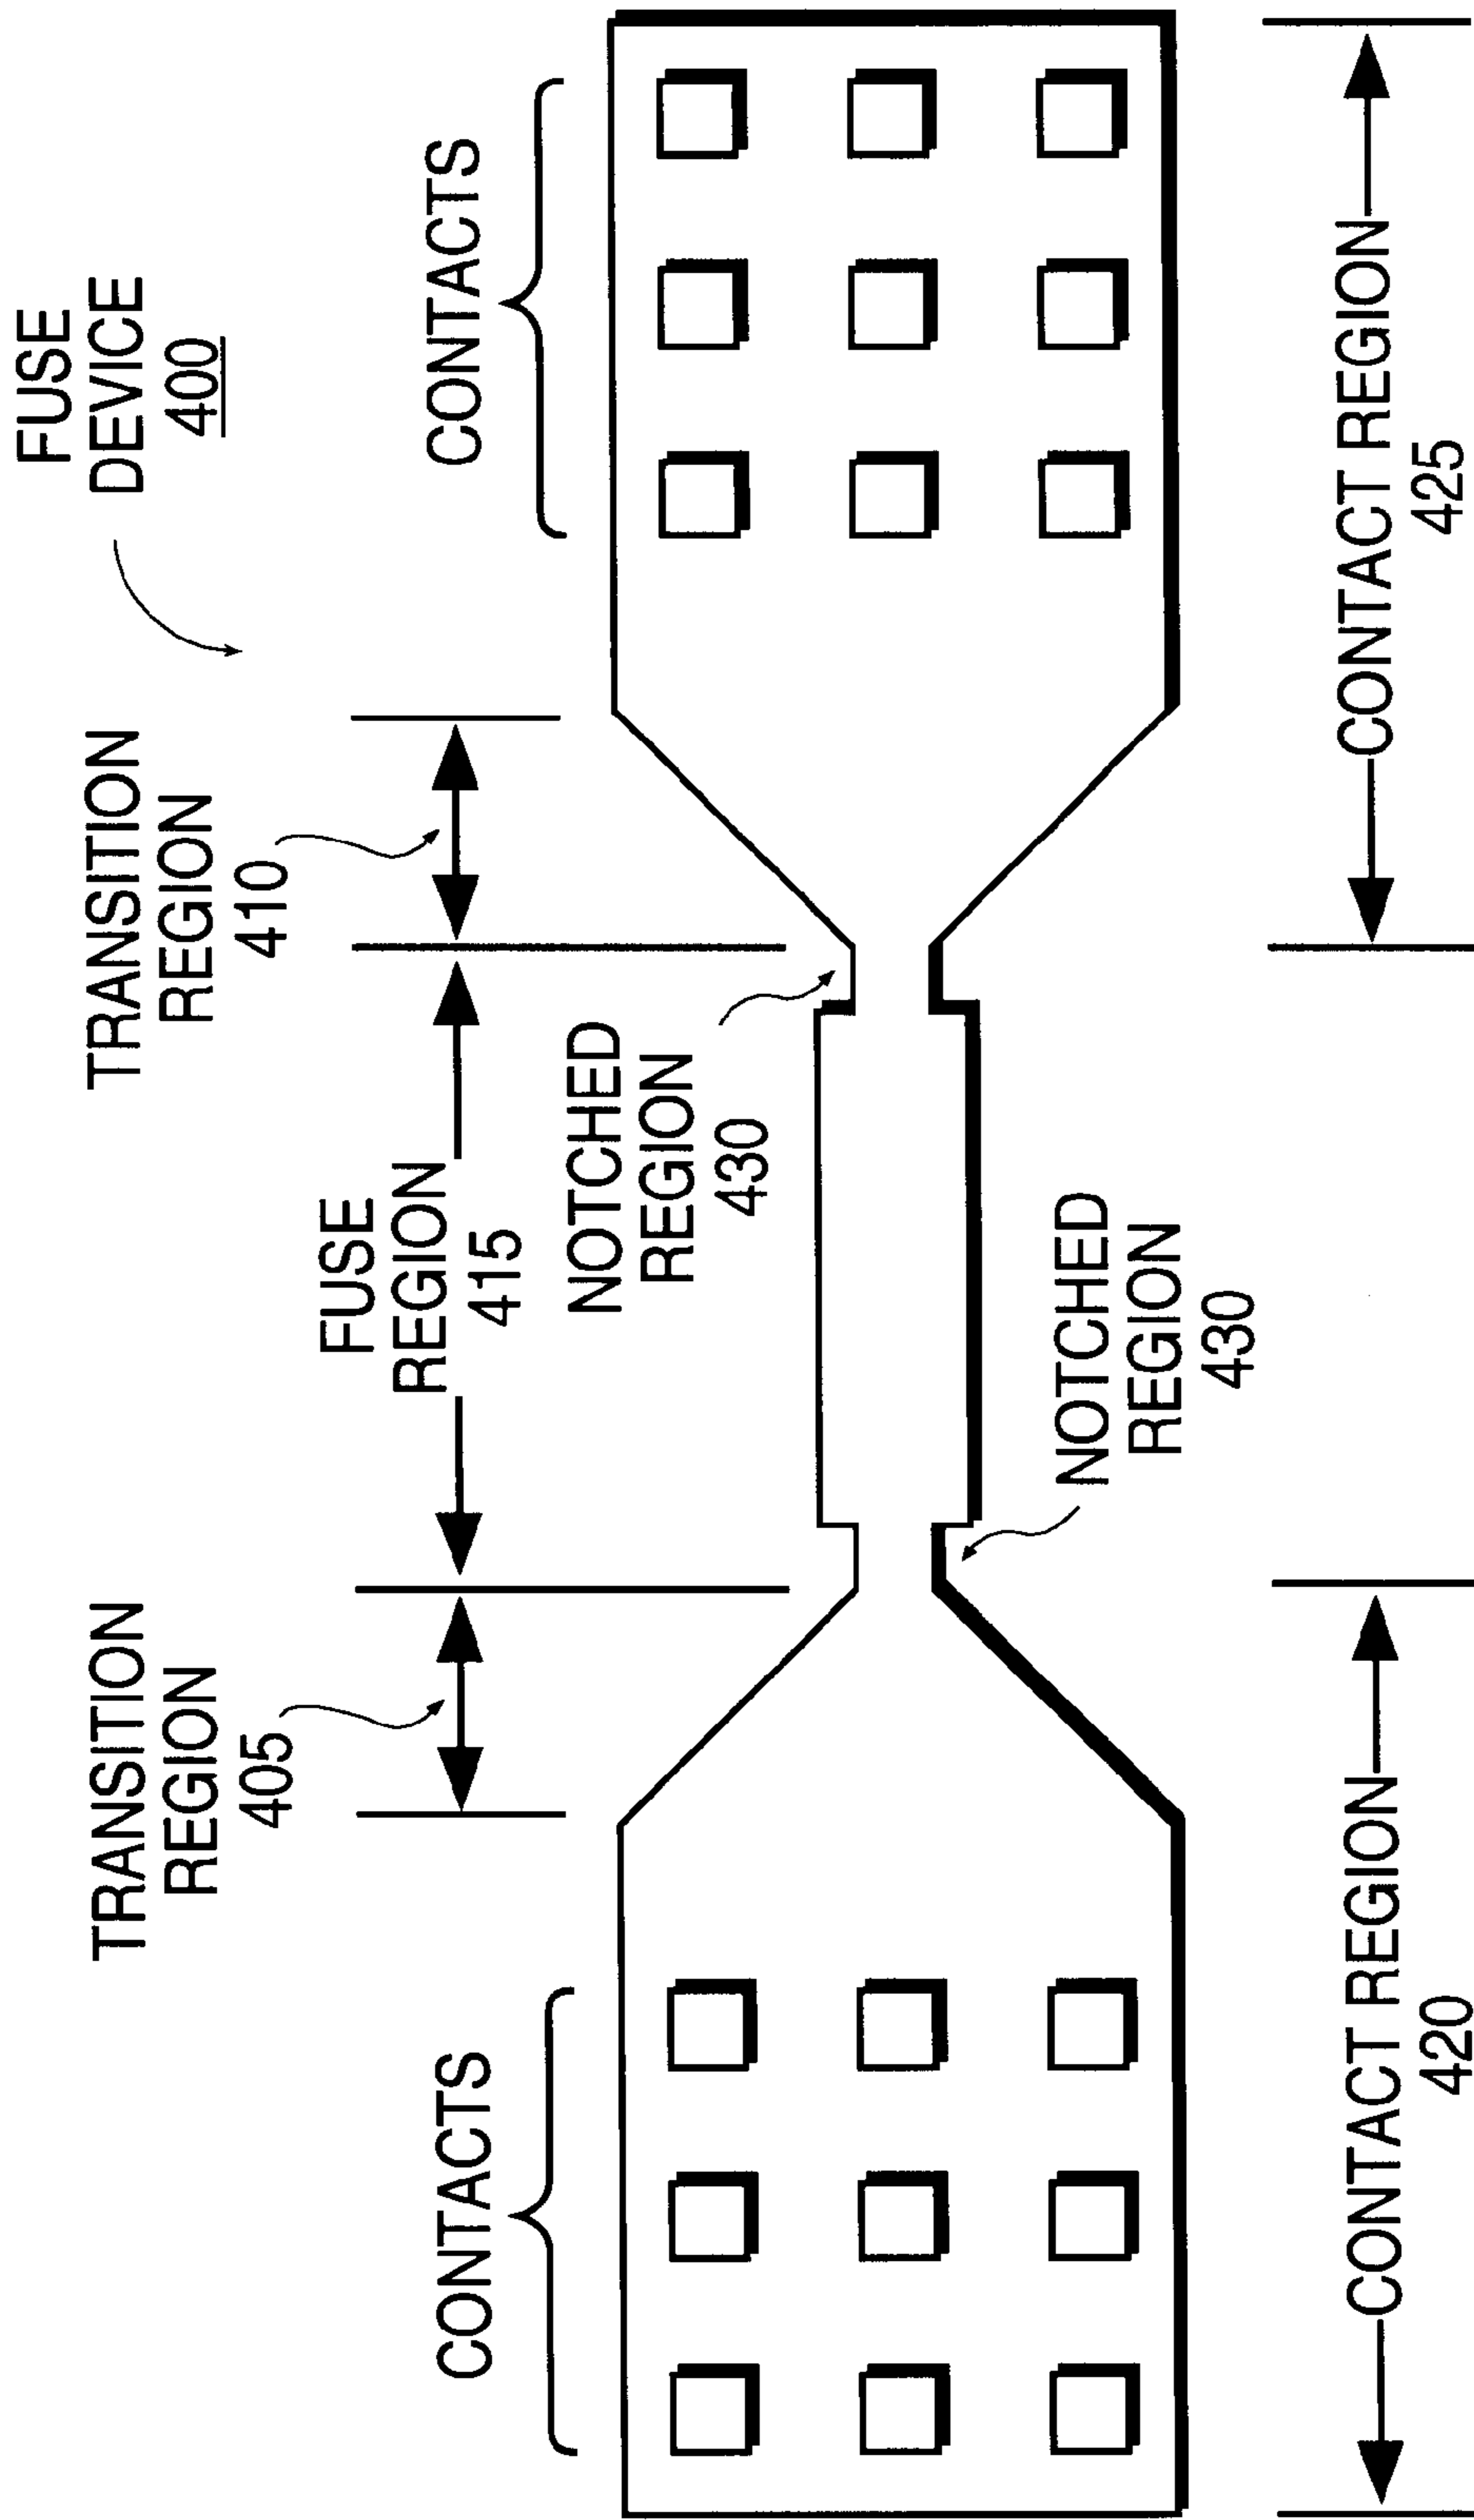 FUSE
DEVICE
400
TRANSITION
REGION
405
TRANSITION
REGION
410
FUSE
REGION
415
CONTACTS
CONTACTS
NOTCHED
REGION
430
NOTCHED
REGION
430
CONTACT REGION
420
CONTACT REGION
425